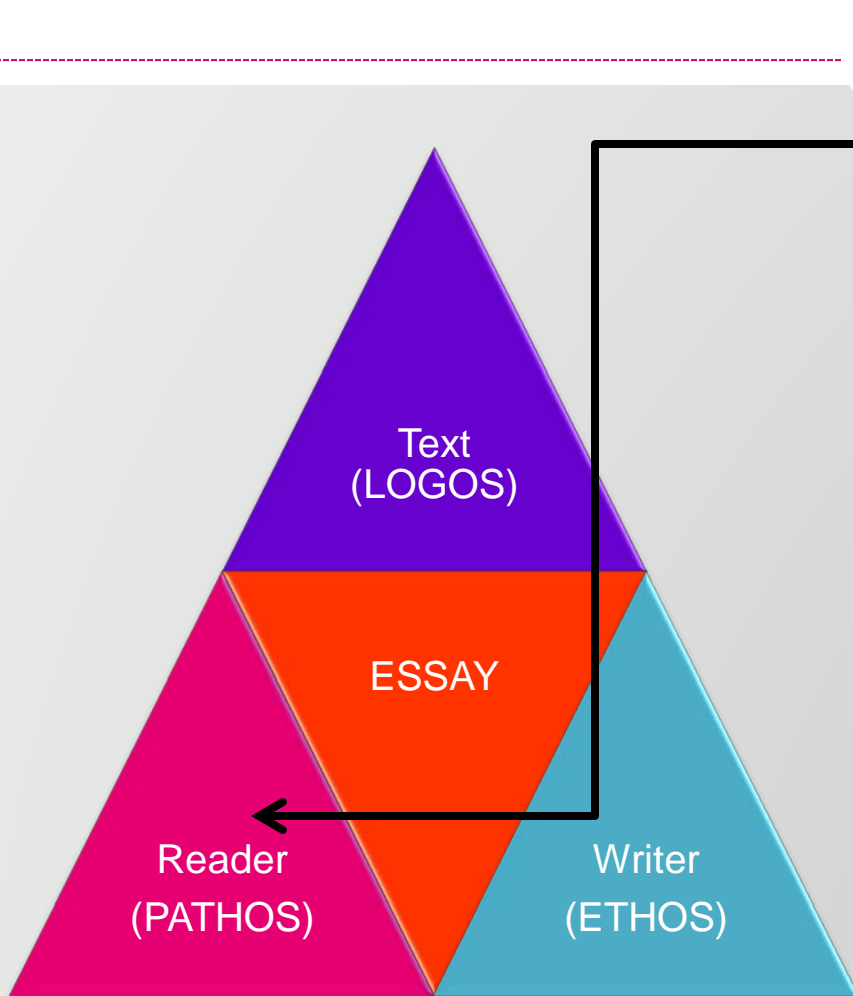 Text
(LOGOS)
ESSAY
Reader
(PATHOS)
Writer
(ETHOS)